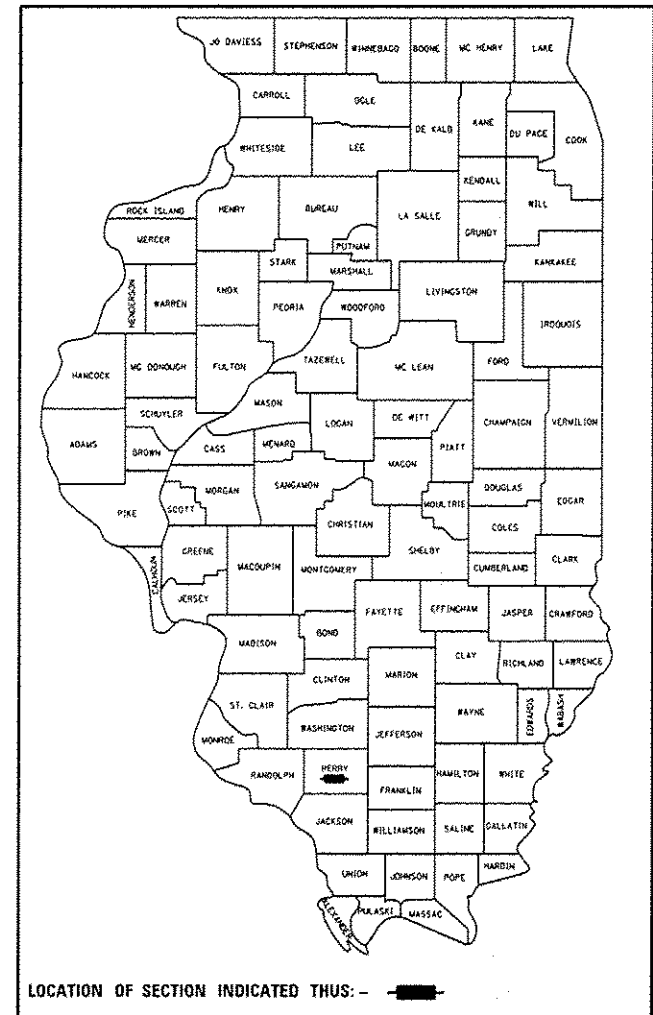 JO DAVIESS STEPHENSON WINNEBAGO BOONE MC HENRY LAKE
CARROLL OGLE DE KALB KANE DU PAGE COOK
WHITESIDE LEE
KENDALL
ROCK ISLAND HENRY BUREAU LA SALLE WILL
MERCER PUTNAM GRUNDY
STARK MARSHALL KANKAKEE
HENDERSON WARREN KNOX PEORIA WOODFORD LIVINGSTON IROQUOIS
HANCOCK MC DONOUGH FULTON TAZEWELL MC LEAN FORD
SCHUYLER MASON LOGAN DE WITT CHAMPAIGN VERMILION
ADAMS BROWN CASS MENARD PIATT
MACON
PIKE SCOTT MORGAN SANGAMON MOULTRIE DOUGLAS EDGAR
CHRISTIAN COLES
CALHOUN GREENE MACOUPIN MONTGOMERY SHELBY CUMBERLAND CLARK
JERSEY FAYETTE EFFINGHAM JASPER CRAWFORD
MADISON BOND CLAY RICHLAND LAWRENCE
CLINTON MARION
ST. CLAIR WASHINGTON WAYNE EDWARDS WABASH
MONROE JEFFERSON
RANDOLPH PERRY HAMILTON WHITE
FRANKLIN
JACKSON WILLIAMSON SALINE GALLATIN
UNION JOHNSON POPE HARDIN
ALEXANDER PULASKI MASSAC
LOCATION OF SECTION INDICATED THUS: -